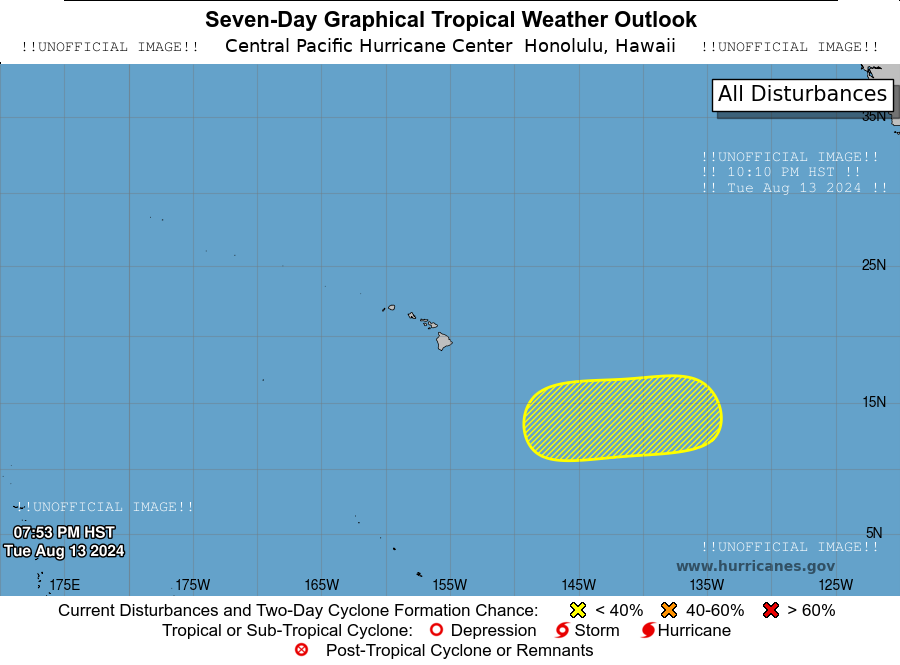 Seven-Day Graphical Tropical Weather Outlook
!!UNOFFICIAL IMAGE!! Central Pacific Hurricane Center Honolulu, Hawaii !!UNOFFICIAL IMAGE!!
All Disturbances
35N
!!UNOFFICIAL IMAGE!!
!! 10:10 PM HST !!
!! Tue Aug 13 2024 !!
25N
15N
!!UNOFFICIAL IMAGE!!
07:53 PM HST
5N
Tue Aug 13 2024
!!UNOFFICIAL IMAGE!!
www.hurricanes.gov
175E 175W 165W 155W 145W 135W 125W
Current Disturbances and Two-Day Cyclone Formation Chance: < 40% 40-60% > 60%
Tropical or Sub-Tropical Cyclone: Depression Storm Hurricane
Post-Tropical Cyclone or Remnants